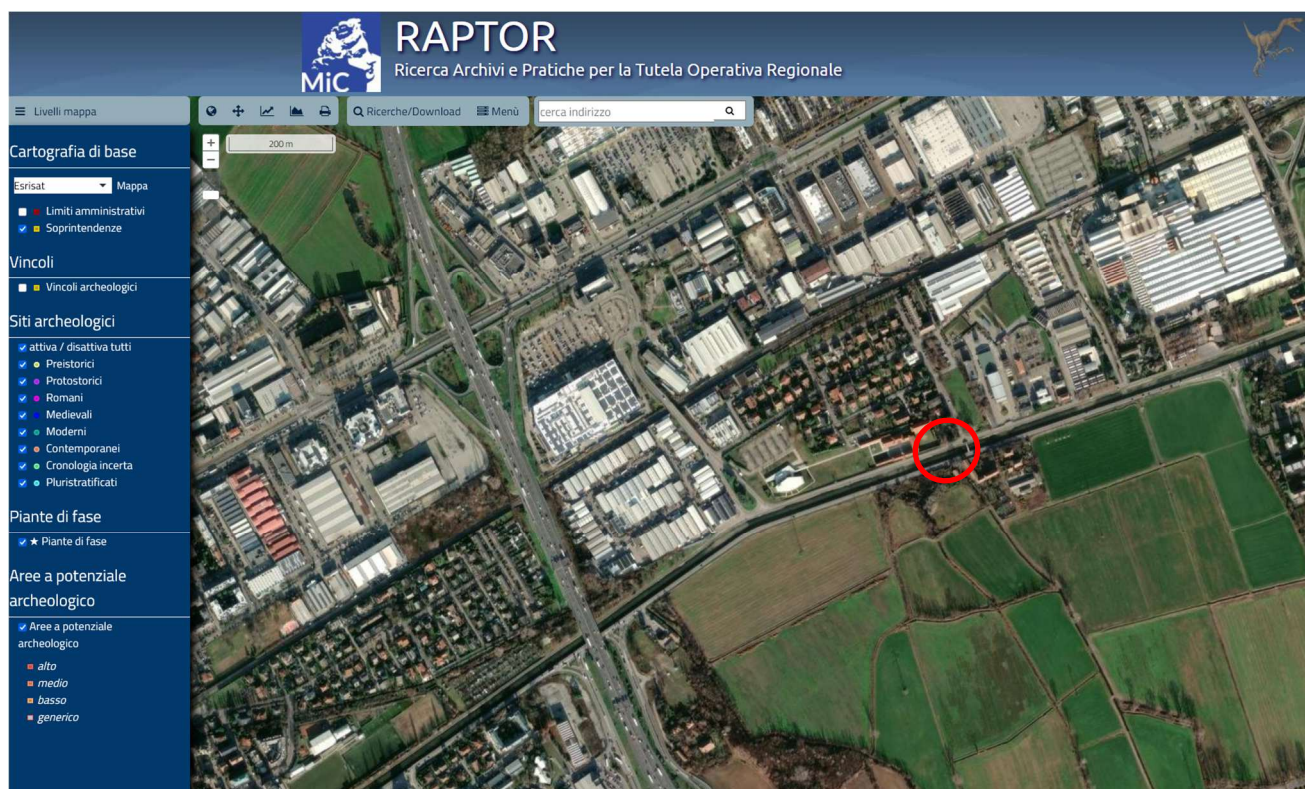 MiC
RAPTOR
Ricerca Archivi e Pratiche per la Tutela Operativa Regionale
Livelli mappa
Ricerche/Download
Menù
cerca indirizzo
+
200 m
−
Cartografia di base
Esrisat
Mappa
Limiti amministrativi
Soprintendenze
Vincoli
Vincoli archeologici
Siti archeologici
attiva / disattiva tutti
Preistorici
Protostorici
Romani
Medievali
Moderni
Contemporanei
Cronologia incerta
Pluristratificati
Piante di fase
Piante di fase
Aree a potenziale
archeologico
Aree a potenziale
archeologico
alto
medio
basso
generico